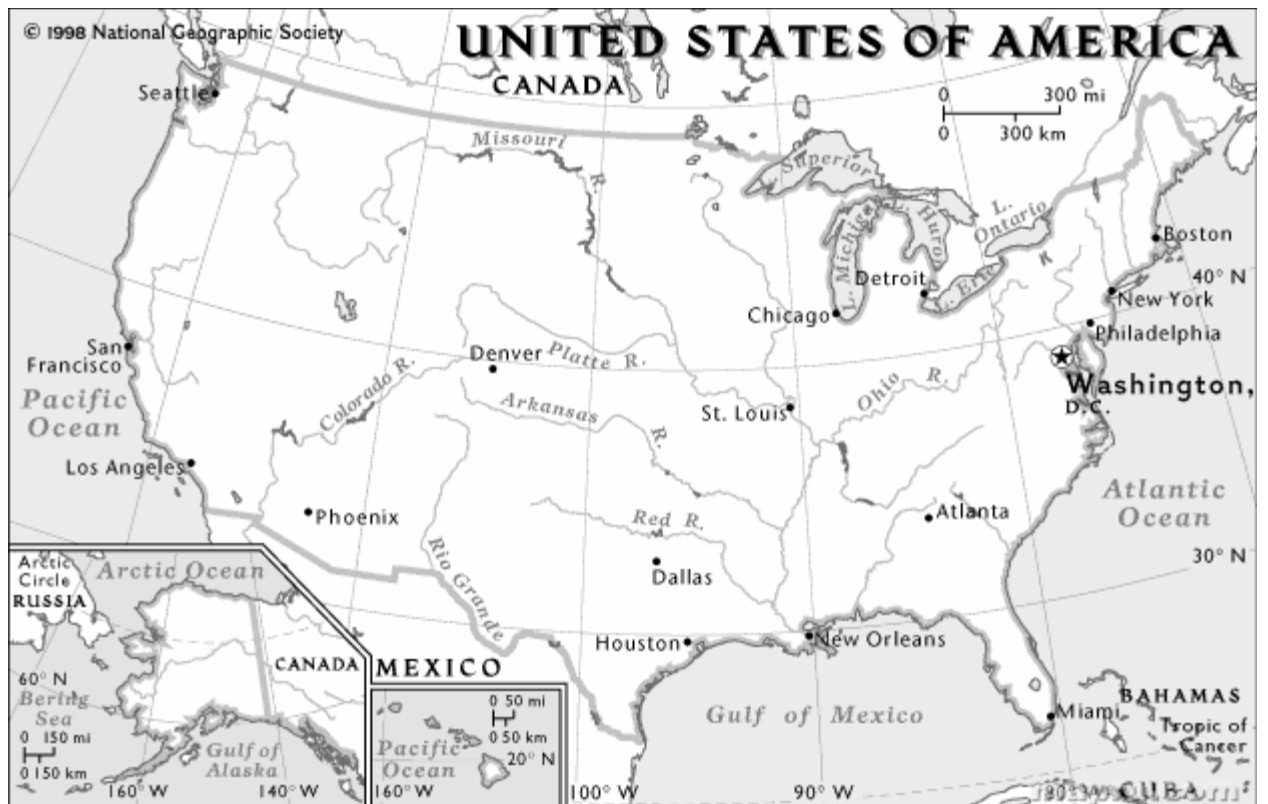 © 1998 National Geographic Society
UNITED STATES OF AMERICA
CANADA
0 300 mi
0 300 km
Seattle
Missouri
R.
L. Superior
L. Michigan
L. Huron
L. Ontario
L. Erie
Boston
40° N
Detroit
New York
Chicago
Philadelphia
San Francisco
Denver
Platte R.
Colorado R.
Ohio R.
Washington,
D.C.
Pacific
Ocean
Arkansas
R.
St. Louis
Los Angeles
Atlantic
Ocean
Phoenix
Red R.
Atlanta
30° N
Rio Grande
Dallas
Arctic
Circle
Arctic Ocean
RUSSIA
Houston
New Orleans
CANADA
MEXICO
60° N
Bering
Sea
0 150 mi
0 150 km
Gulf of
Alaska
160° W
140° W
0 50 mi
0 50 km
Pacific
Ocean
20° N
160° W
Gulf of Mexico
100° W
90° W
80° W
Miami
BAHAMAS
Tropic of
Cancer
CUBA